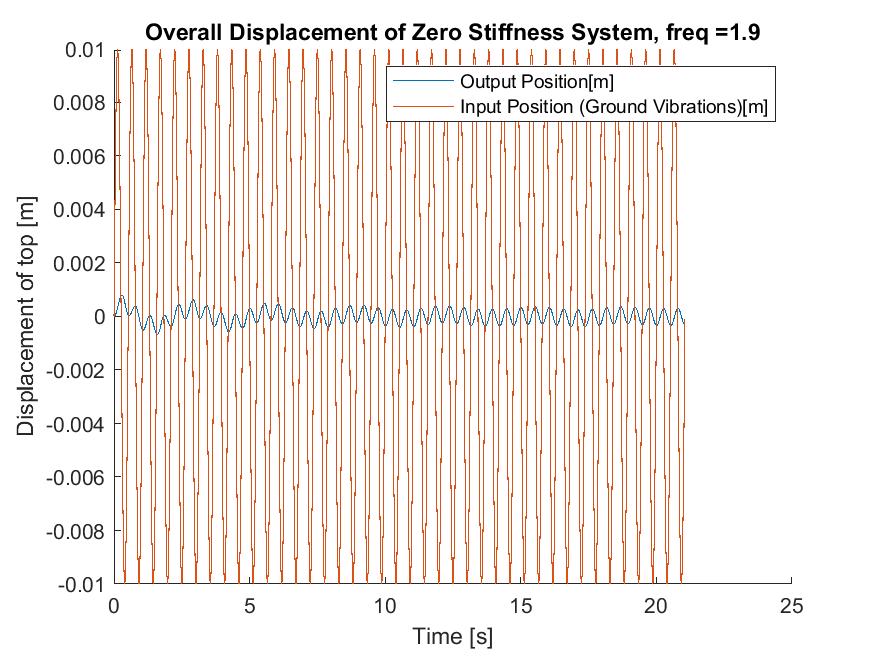 Overall Displacement of Zero Stiffness System, freq =1.9
0.01
0.008
0.006
0.004
0.002
0
-0.002
-0.004
-0.006
-0.008
-0.01
Displacement of top [m]
Output Position[m]
Input Position (Ground Vibrations)[m]
0 5 10 15 20 25
Time [s]